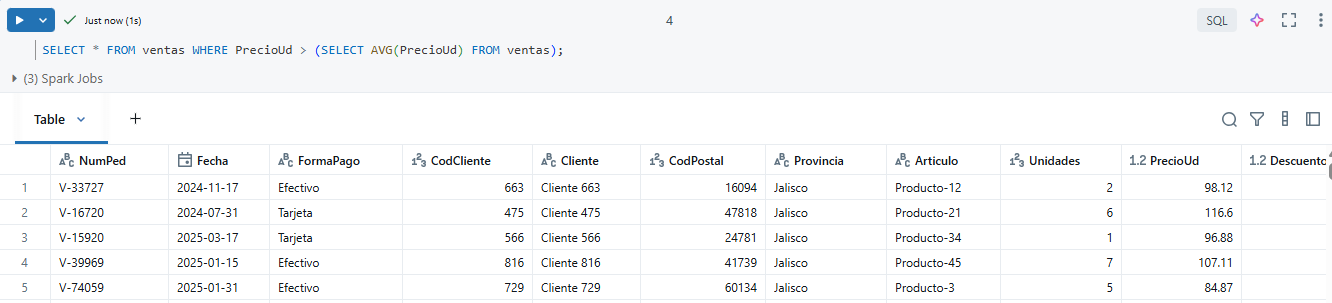 Just now (1s) 4 SQL
SELECT * FROM ventas WHERE PrecioUd > (SELECT AVG(PrecioUd) FROM ventas);
(3) Spark Jobs
Table +
NumPed Fecha FormaPago CodCliente Cliente CodPostal Provincia Articulo Unidades PrecioUd Descuento
1 V-33727 2024-11-17 Efectivo 663 Cliente 663 16094 Jalisco Producto-12 2 98.12
2 V-16720 2024-07-31 Tarjeta 475 Cliente 475 47818 Jalisco Producto-21 6 116.6
3 V-15920 2025-03-17 Tarjeta 566 Cliente 566 24781 Jalisco Producto-34 1 96.88
4 V-39969 2025-01-15 Efectivo 816 Cliente 816 41739 Jalisco Producto-45 7 107.11
5 V-74059 2025-01-31 Efectivo 729 Cliente 729 60134 Jalisco Producto-3 5 84.87